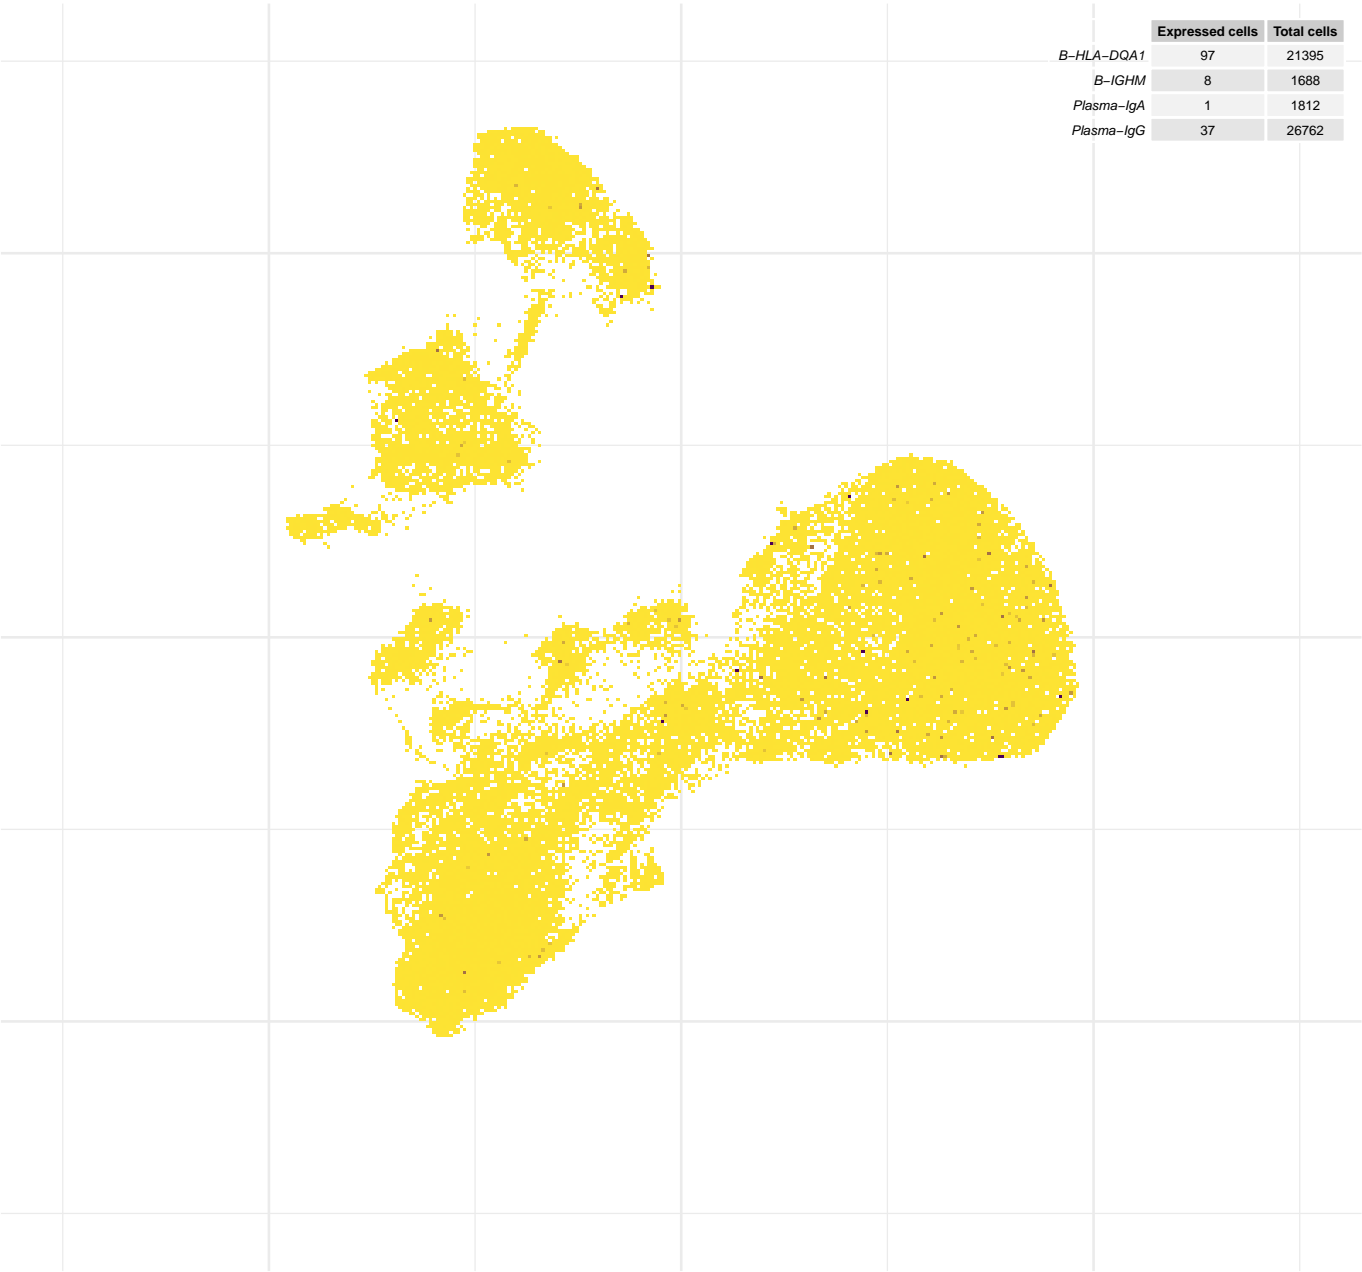 Expressed cells Total cells
B−HLA−DQA1 97 21395
B−IGHM 8 1688
Plasma−IgA 1 1812
Plasma−IgG 37 26762